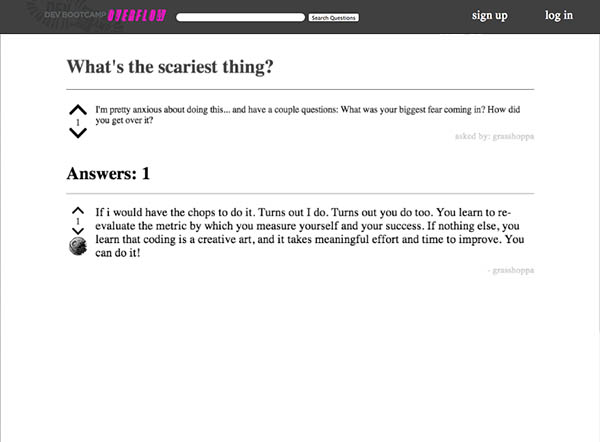 DEV BOOTCAMP OVERFLOW Search Questions sign up log in
What's the scariest thing?
I'm pretty anxious about doing this... and have a couple questions: What was your biggest fear coming in? How did
1
you get over it?
asked by: grasshoppa
Answers: 1
If i would have the chops to do it. Turns out I do. Turns out you do too. You learn to re-
1
evaluate the metric by which you measure yourself and your success. If nothing else, you
learn that coding is a creative art, and it takes meaningful effort and time to improve. You
can do it!
- grasshoppa